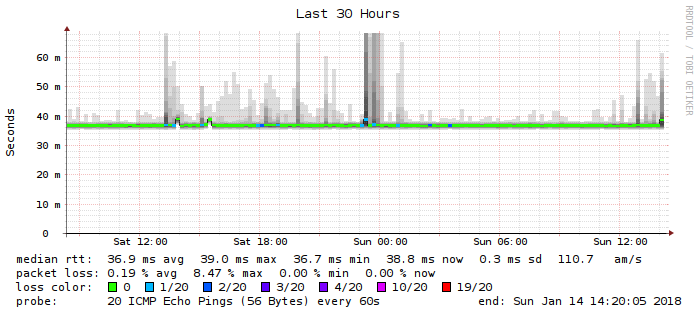 Last 30 Hours
RRDTOOL / TOBI OETIKER
Seconds
60 m
50 m
40 m
30 m
20 m
10 m
0
Sat 12:00 Sat 18:00 Sun 00:00 Sun 06:00 Sun 12:00
median rtt: 36.9 ms avg 39.0 ms max 36.7 ms min 38.8 ms now 0.3 ms sd 110.7 am/s
packet loss: 0.19 % avg 8.47 % max 0.00 % min 0.00 % now
loss color: 0 1/20 2/20 3/20 4/20 10/20 19/20
probe: 20 ICMP Echo Pings (56 Bytes) every 60s end: Sun Jan 14 14:20:05 2018